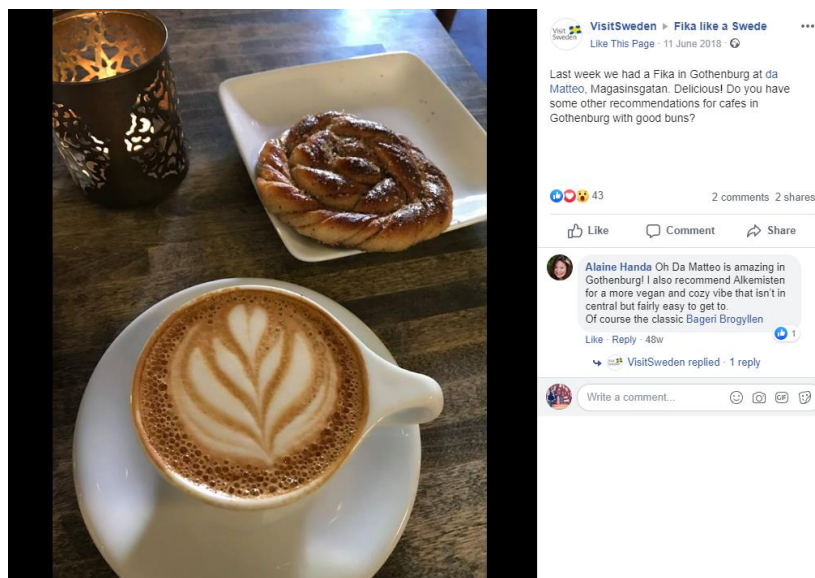 Visit
Sweden
VisitSweden ▸ Fika like a Swede
Like This Page · 11 June 2018 ·
Last week we had a Fika in Gothenburg at da
Matteo, Magasinsgatan. Delicious! Do you have
some other recommendations for cafes in
Gothenburg with good buns?
43
2 comments 2 shares
Like Comment Share
Alaine Handa Oh Da Matteo is amazing in
Gothenburg! I also recommend Alkemisten
for a more vegan and cozy vibe that isn't in
central but fairly easy to get to.
Of course the classic Bageri Brogyllen
1
Like · Reply · 48w
VisitSweden replied · 1 reply
Write a comment...
GIF